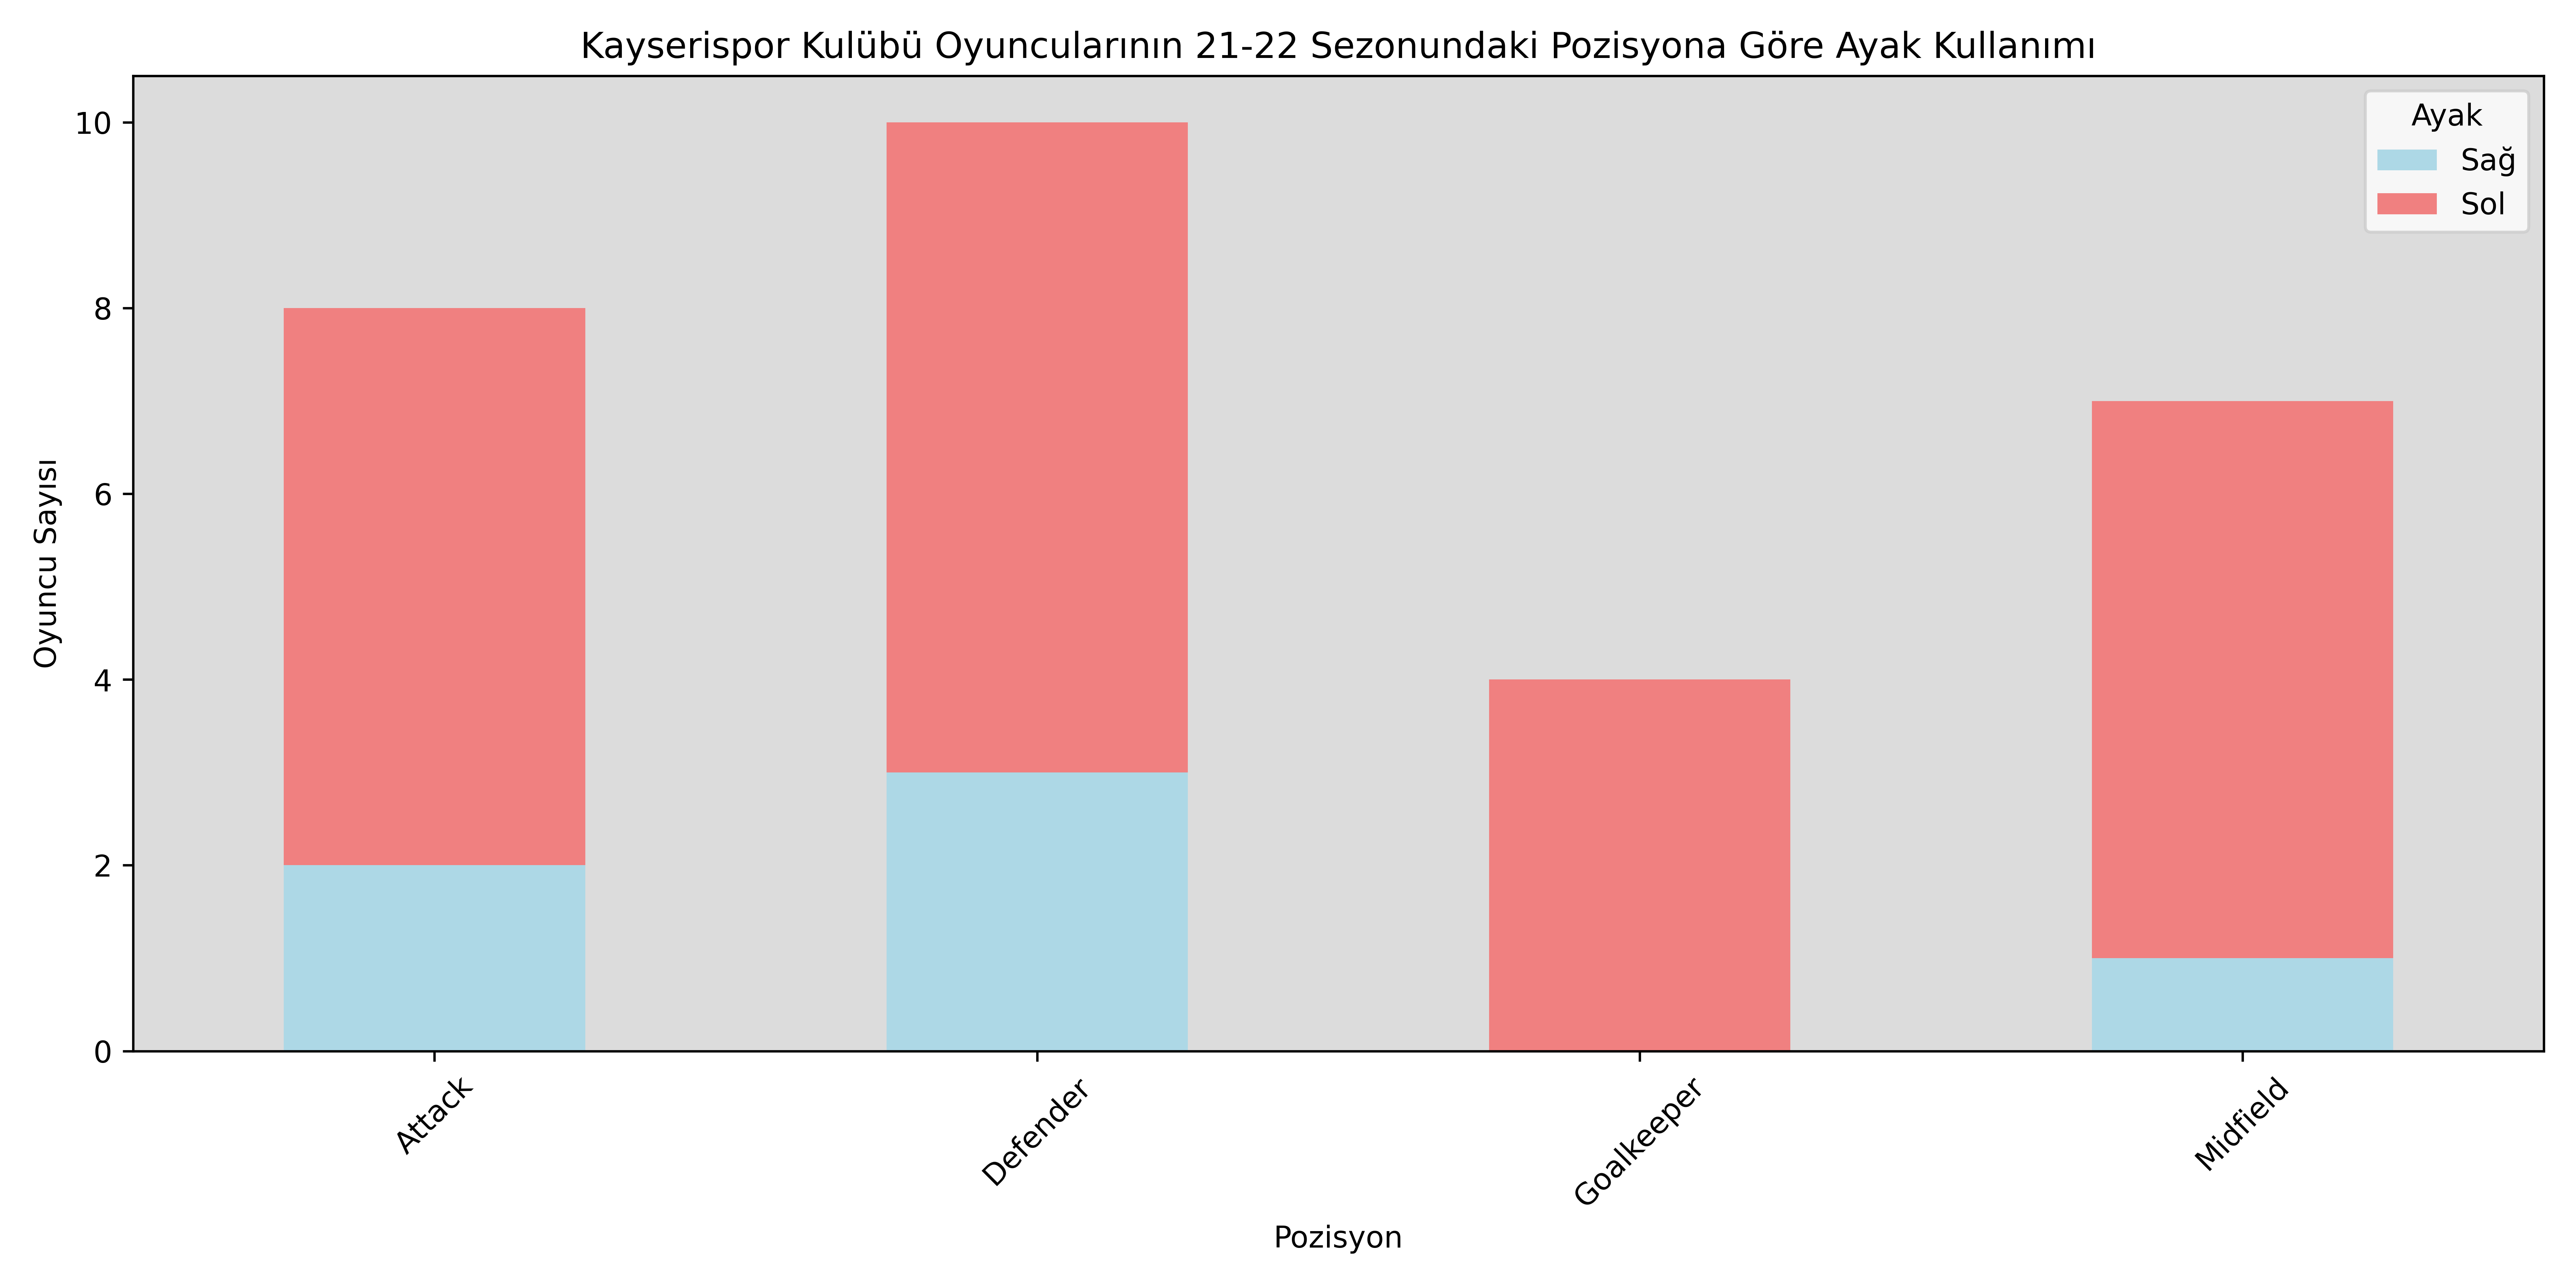 Kayserispor Kulübü Oyuncularının 21-22 Sezonundaki Pozisyona Göre Ayak Kullanımı
Ayak
Sağ
Sol
Oyuncu Sayısı
10
8
6
4
2
0
Attack
Defender
Goalkeeper
Midfield
Pozisyon